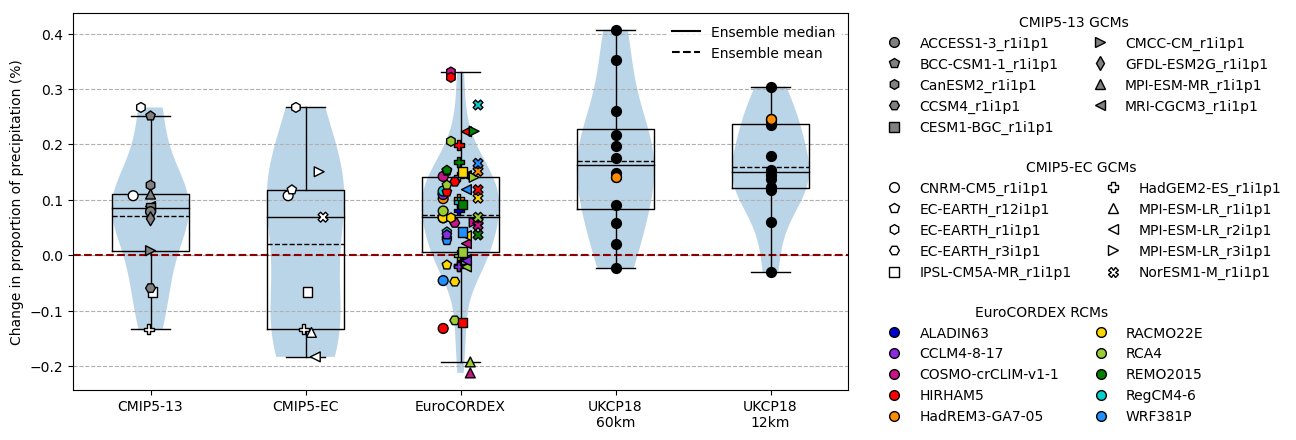 Change in proportion of precipitation (%)
0.4
0.3
0.2
0.1
0.0
−0.1
−0.2
Ensemble median
Ensemble mean
CMIP5-13
CMIP5-EC
EuroCORDEX
UKCP18
60km
UKCP18
12km
CMIP5-13 GCMs
ACCESS1-3_r1i1p1
BCC-CSM1-1_r1i1p1
CanESM2_r1i1p1
CCSM4_r1i1p1
CESM1-BGC_r1i1p1
CMCC-CM_r1i1p1
GFDL-ESM2G_r1i1p1
MPI-ESM-MR_r1i1p1
MRI-CGCM3_r1i1p1
CMIP5-EC GCMs
CNRM-CM5_r1i1p1
EC-EARTH_r12i1p1
EC-EARTH_r1i1p1
EC-EARTH_r3i1p1
IPSL-CM5A-MR_r1i1p1
HadGEM2-ES_r1i1p1
MPI-ESM-LR_r1i1p1
MPI-ESM-LR_r2i1p1
MPI-ESM-LR_r3i1p1
NorESM1-M_r1i1p1
EuroCORDEX RCMs
ALADIN63
CCLM4-8-17
COSMO-crCLIM-v1-1
HIRHAM5
HadREM3-GA7-05
RACMO22E
RCA4
REMO2015
RegCM4-6
WRF381P